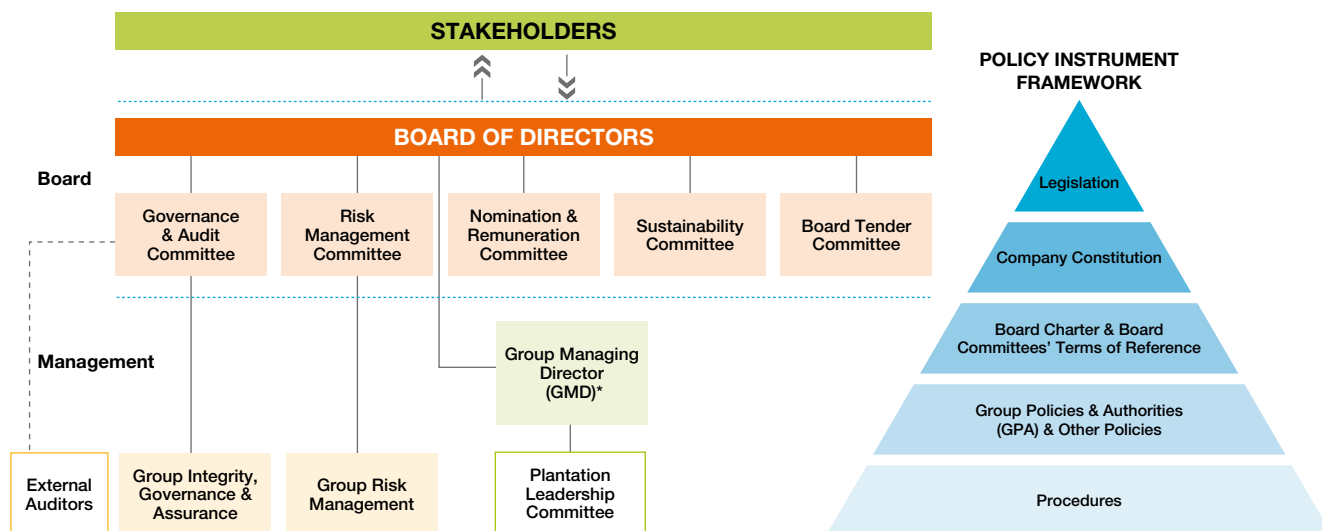 STAKEHOLDERS
BOARD OF DIRECTORS
Board
Governance
& Audit
Committee
Risk
Management
Committee
Nomination &
Remuneration
Committee
Sustainability
Committee
Board Tender
Committee
Management
Group Managing
Director
(GMD)*
External
Auditors
Group Integrity,
Governance &
Assurance
Group Risk
Management
Plantation
Leadership
Committee
POLICY INSTRUMENT
FRAMEWORK
Legislation
Company Constitution
Board Charter & Board
Committees’ Terms of Reference
Group Policies & Authorities
(GPA) & Other Policies
Procedures